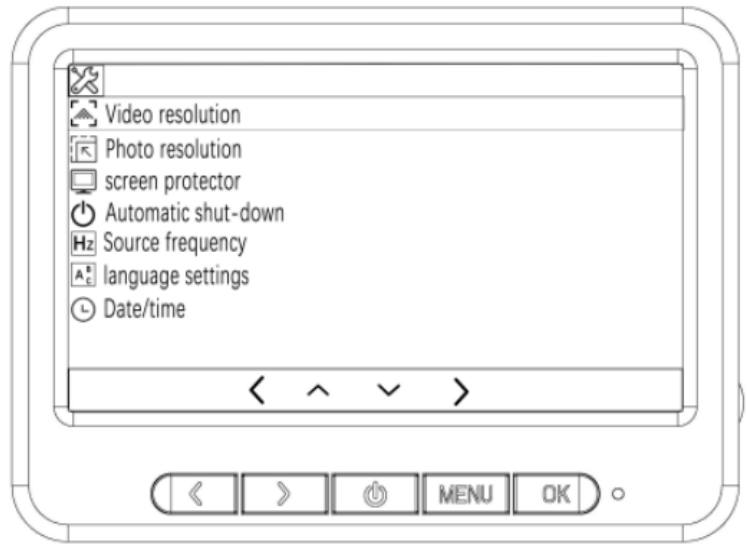 Video resolution
Photo resolution
screen protector
Automatic shut-down
Hz Source frequency
A B C language settings
Date/time
MENU OK